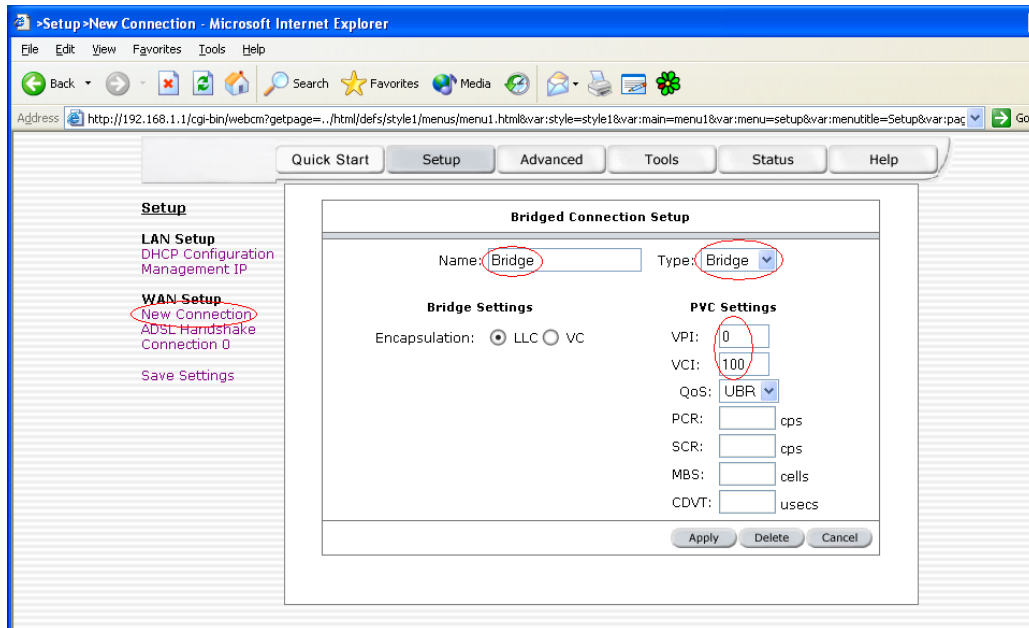 >Setup>New Connection - Microsoft Internet Explorer
File Edit View Favorites Tools Help
Back Search Favorites Media
Address http://192.168.1.1/cgi-bin/webcm?getpage=../html/defs/style1/menus/menu1.html&var:style=style1&var:main=menu1&var:menu=setup&var:menutitle=Setup&var:pag Go
Quick Start Setup Advanced Tools Status Help
Setup
LAN Setup
DHCP Configuration
Management IP
WAN Setup
New Connection
ADSL Handshake
Connection 0
Save Settings
Bridged Connection Setup
Name: Bridge Type: Bridge
Bridge Settings PVC Settings
Encapsulation: LLC VC VPI: 0
VCI: 100
QoS: UBR
PCR: cps
SCR: cps
MBS: cells
CDVT: usecs
Apply Delete Cancel